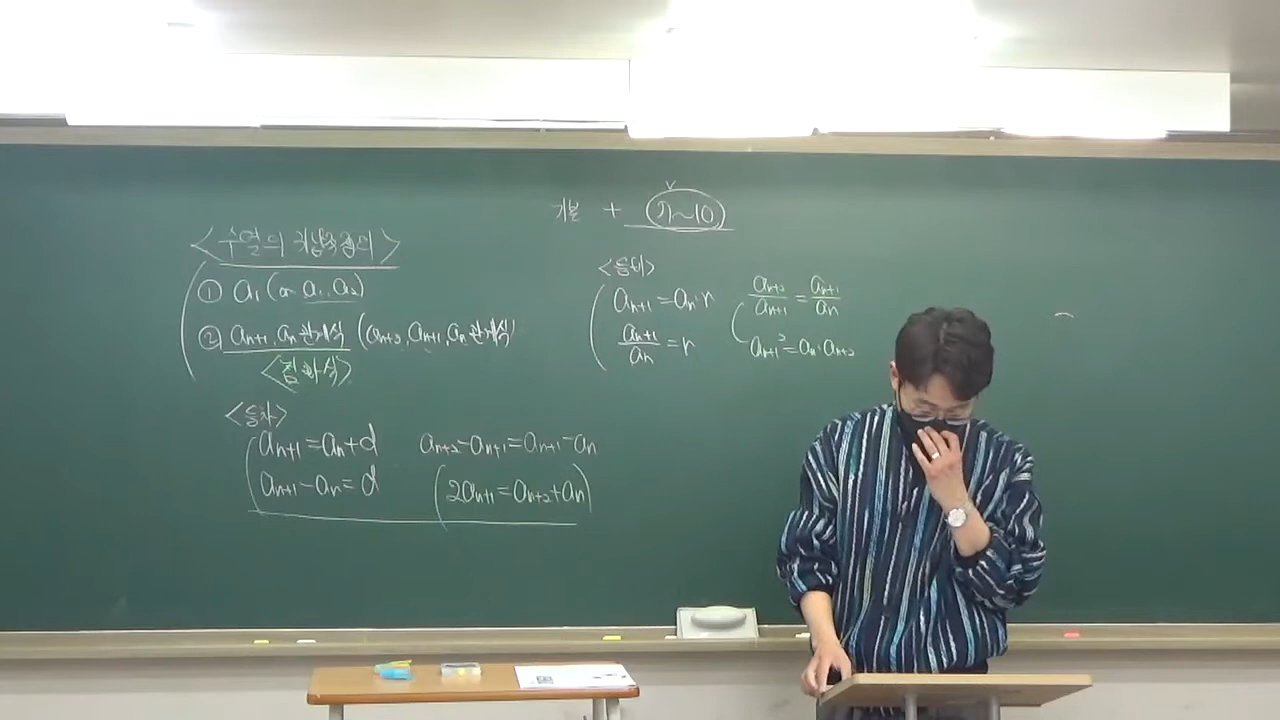 기본 + 가~10
<수열의 귀납적 정의>
① a₁ (or a₁, a₂)
② aₙ₊₁, aₙ 관계식 (aₙ₊₂, aₙ₊₁, aₙ 관계식)
<점화식>
<등차>
aₙ₊₁ = aₙ + d
aₙ₊₁ - aₙ = d
aₙ₊₂ - aₙ₊₁ = aₙ₊₁ - aₙ
(2aₙ₊₁ = aₙ₊₂ + aₙ)
<등비>
aₙ₊₁ = aₙ·r
aₙ₊₁/aₙ = r
aₙ₊₂/aₙ₊₁ = aₙ₊₁/aₙ
aₙ₊₁² = aₙ·aₙ₊₂